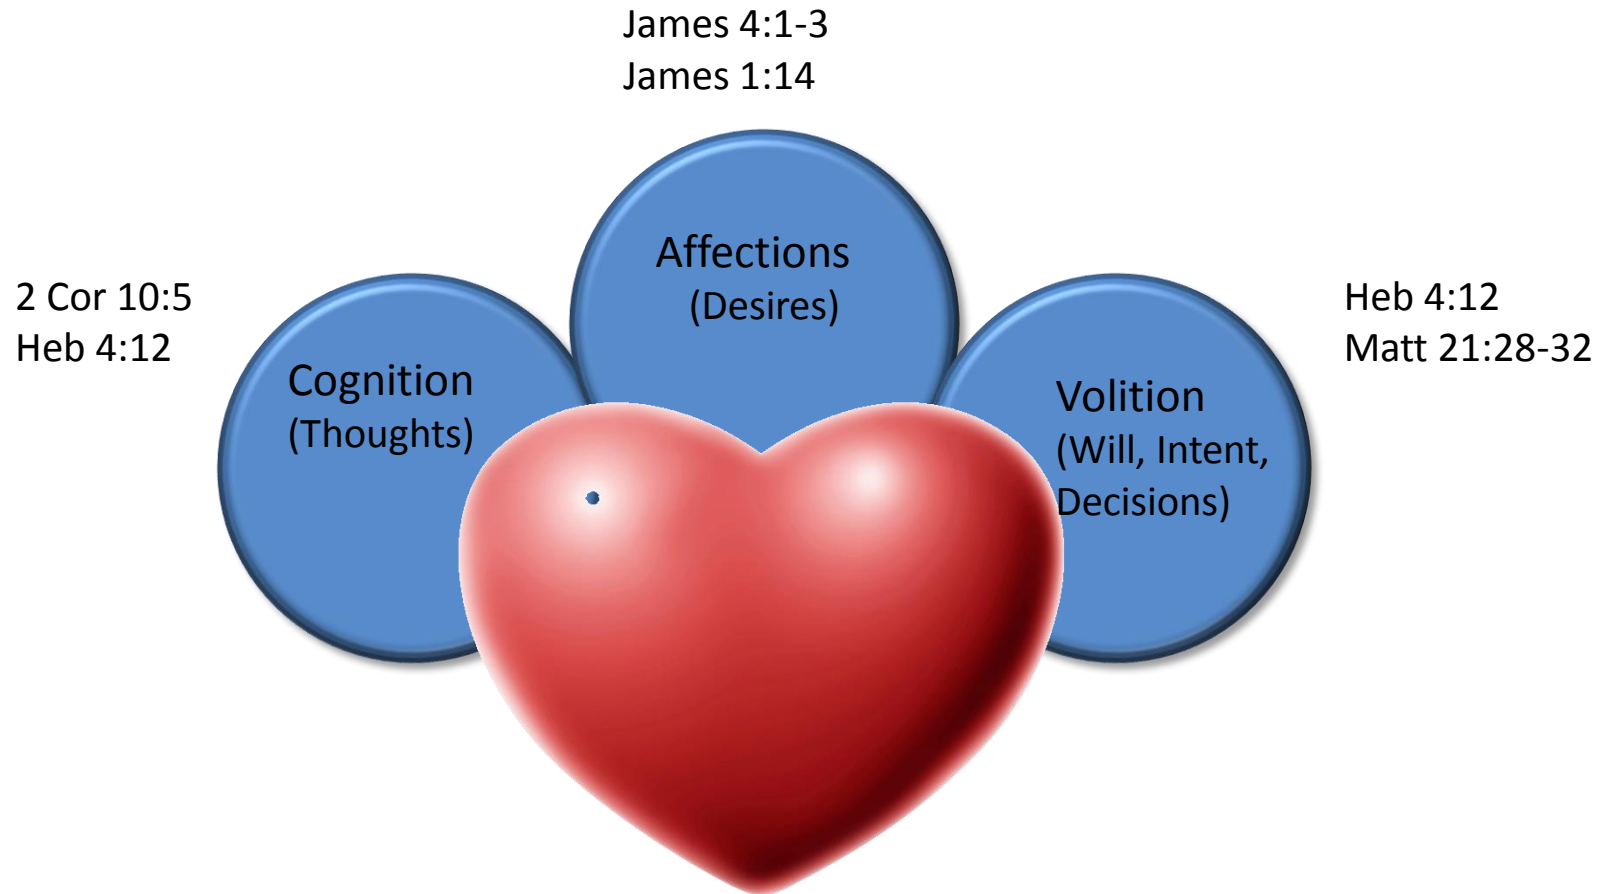 James 4:1-3
James 1:14
Affections
(Desires)
2 Cor 10:5
Heb 4:12
Cognition
(Thoughts)
Volition
(Will, Intent,
Decisions)
Heb 4:12
Matt 21:28-32